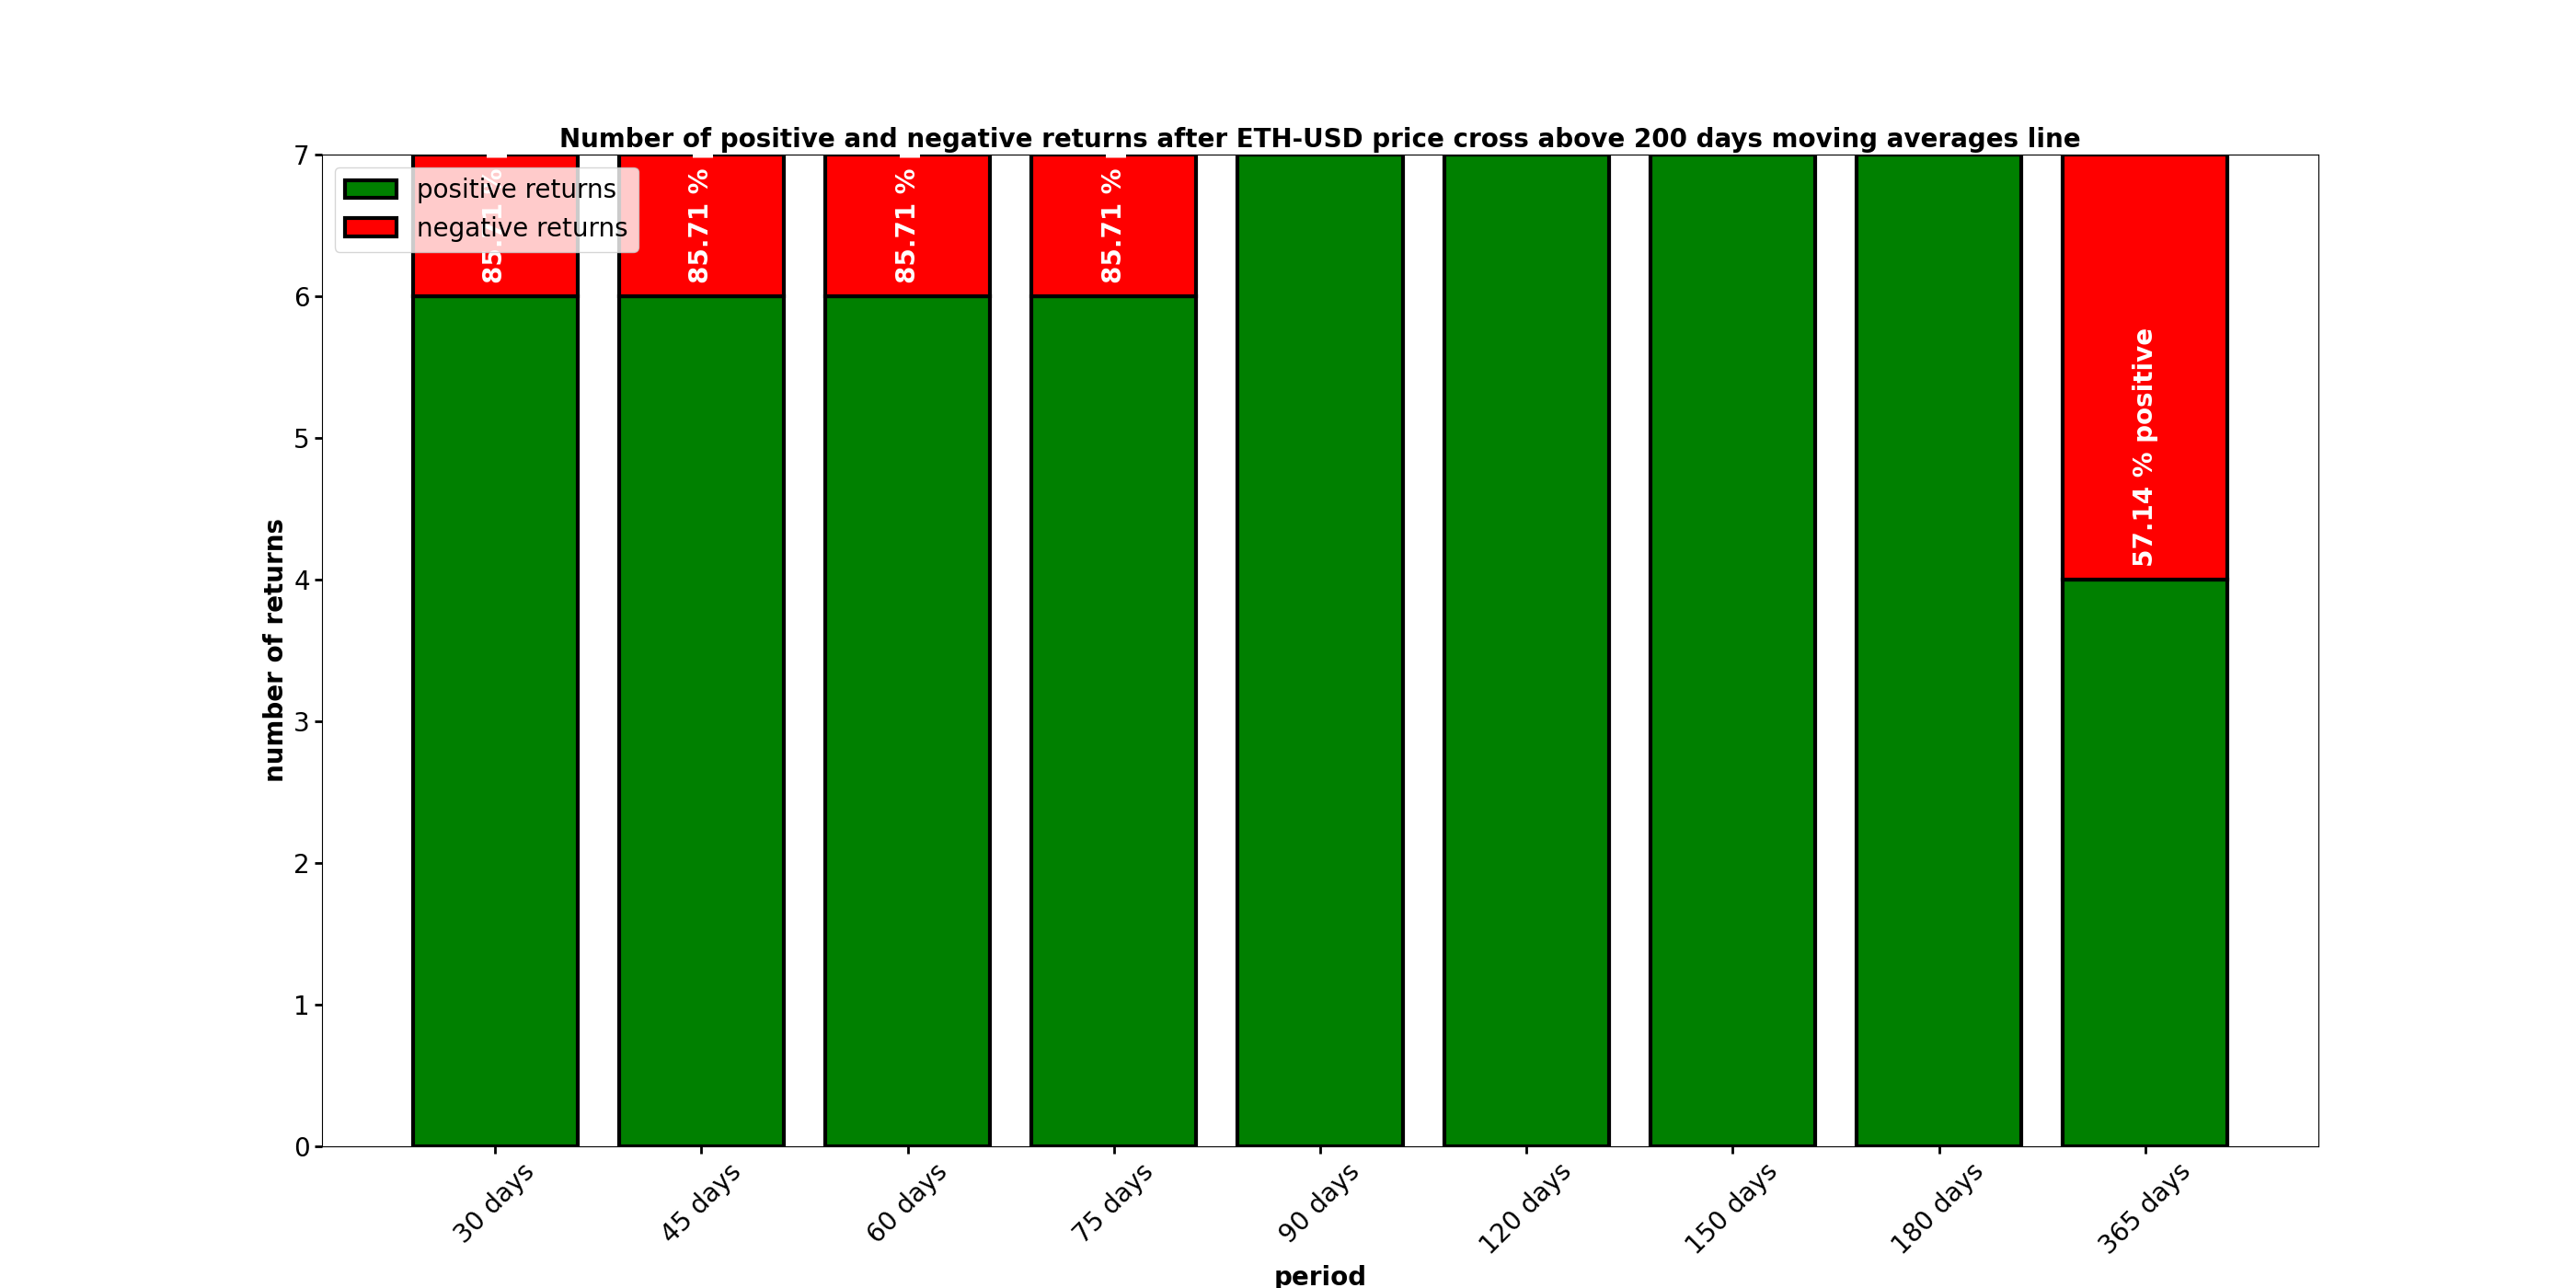 Number of positive and negative returns after ETH-USD price cross above 200 days moving averages line
positive returns
negative returns
7
6
5
4
3
2
1
0
number of returns
85.71 %
85.71 %
85.71 %
57.14 % positive
30 days
45 days
60 days
75 days
90 days
120 days
150 days
180 days
365 days
period